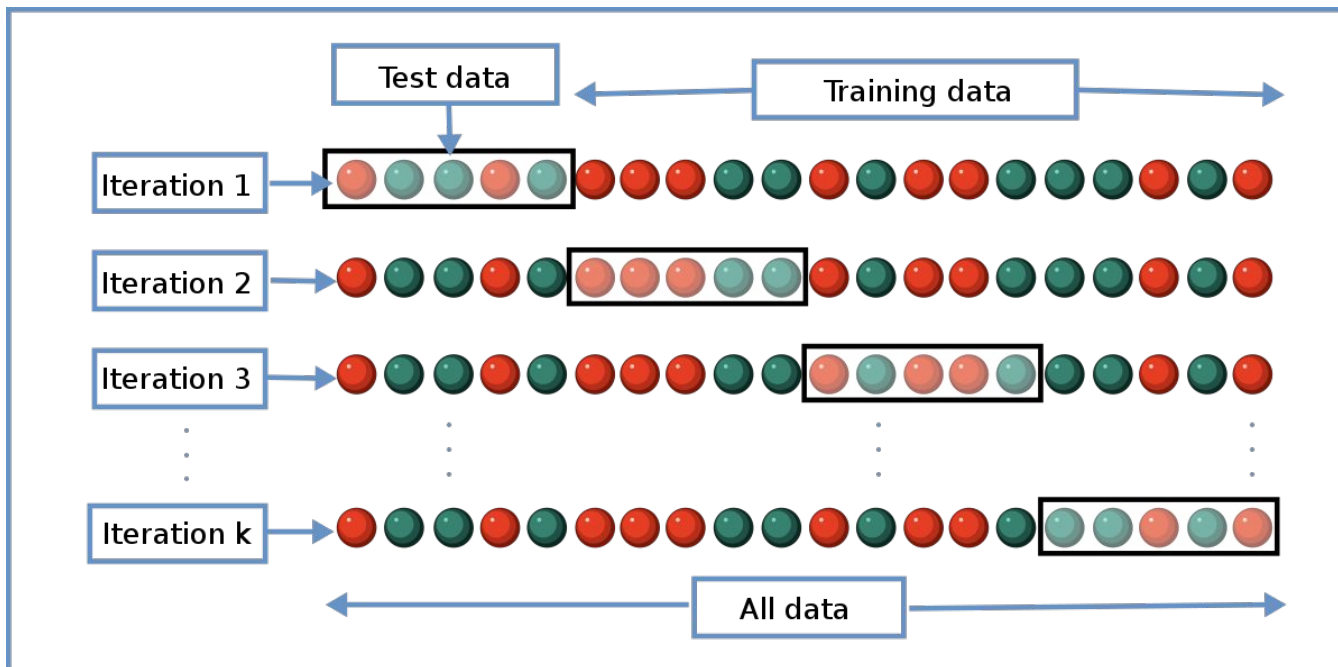 Test data
Training data
Iteration 1
Iteration 2
Iteration 3
Iteration k
All data